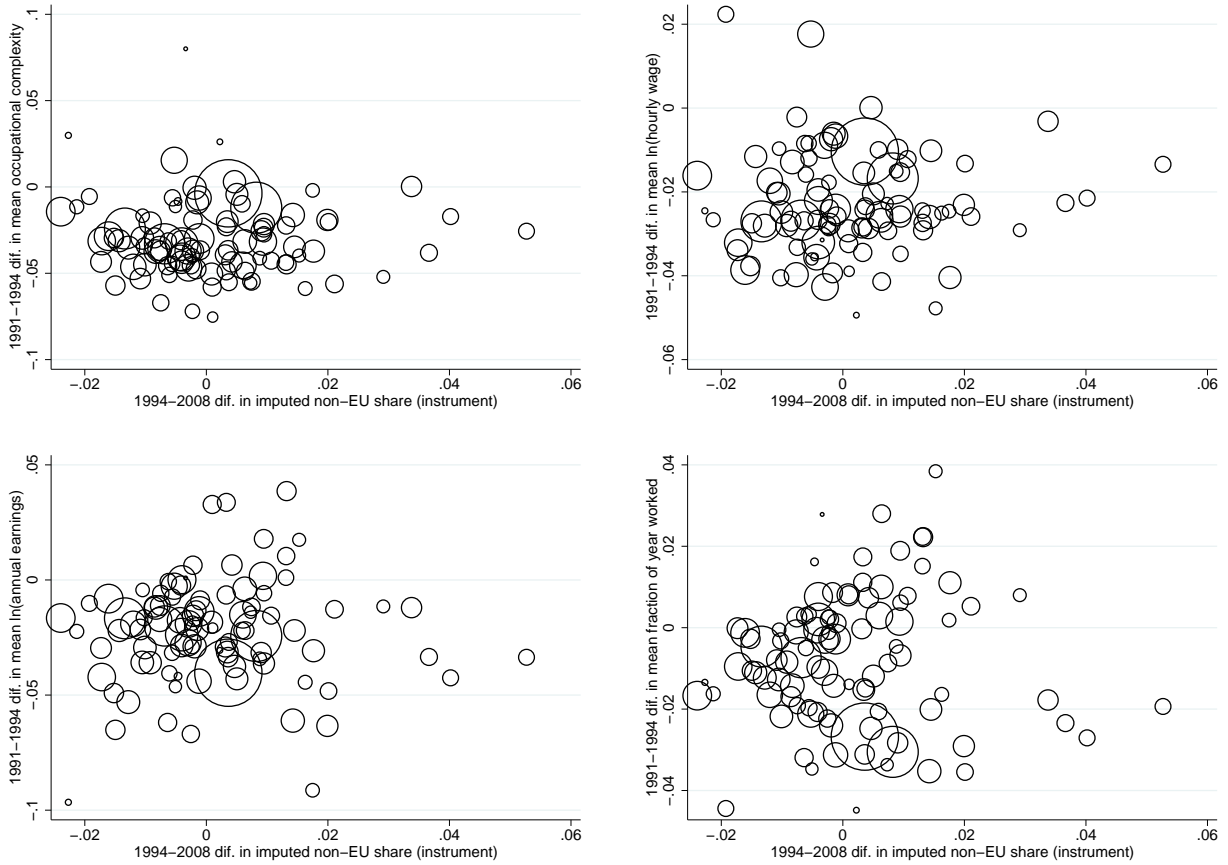 1991−1994 dif. in mean occupational complexity
.1
.05
0
−.05
−.1
−.02 0 .02 .04 .06
1994−2008 dif. in imputed non−EU share (instrument)
1991−1994 dif. in mean ln(hourly wage)
.02
0
−.02
−.04
−.06
−.02 0 .02 .04 .06
1994−2008 dif. in imputed non−EU share (instrument)
1991−1994 dif. in mean ln(annual earnings)
.05
0
−.05
−.1
−.02 0 .02 .04 .06
1994−2008 dif. in imputed non−EU share (instrument)
1991−1994 dif. in mean fraction of year worked
.04
.02
0
−.02
−.04
−.02 0 .02 .04 .06
1994−2008 dif. in imputed non−EU share (instrument)